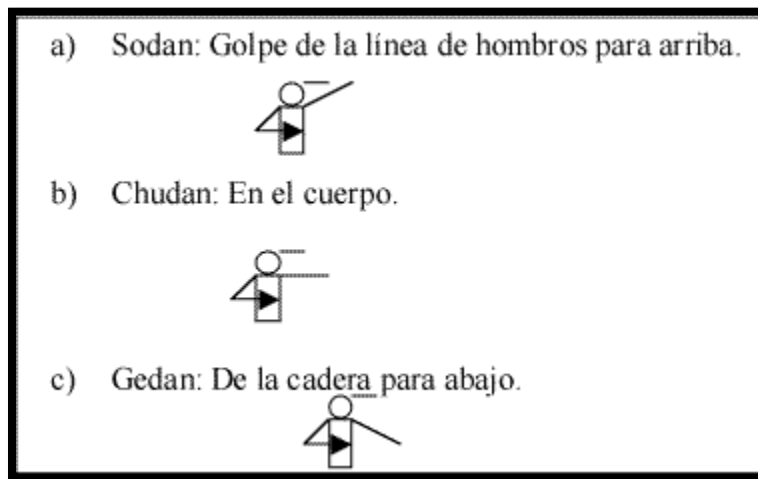 a) Sodan: Golpe de la línea de hombros para arriba.
b) Chudan: En el cuerpo.
c) Gedan: De la cadera para abajo.